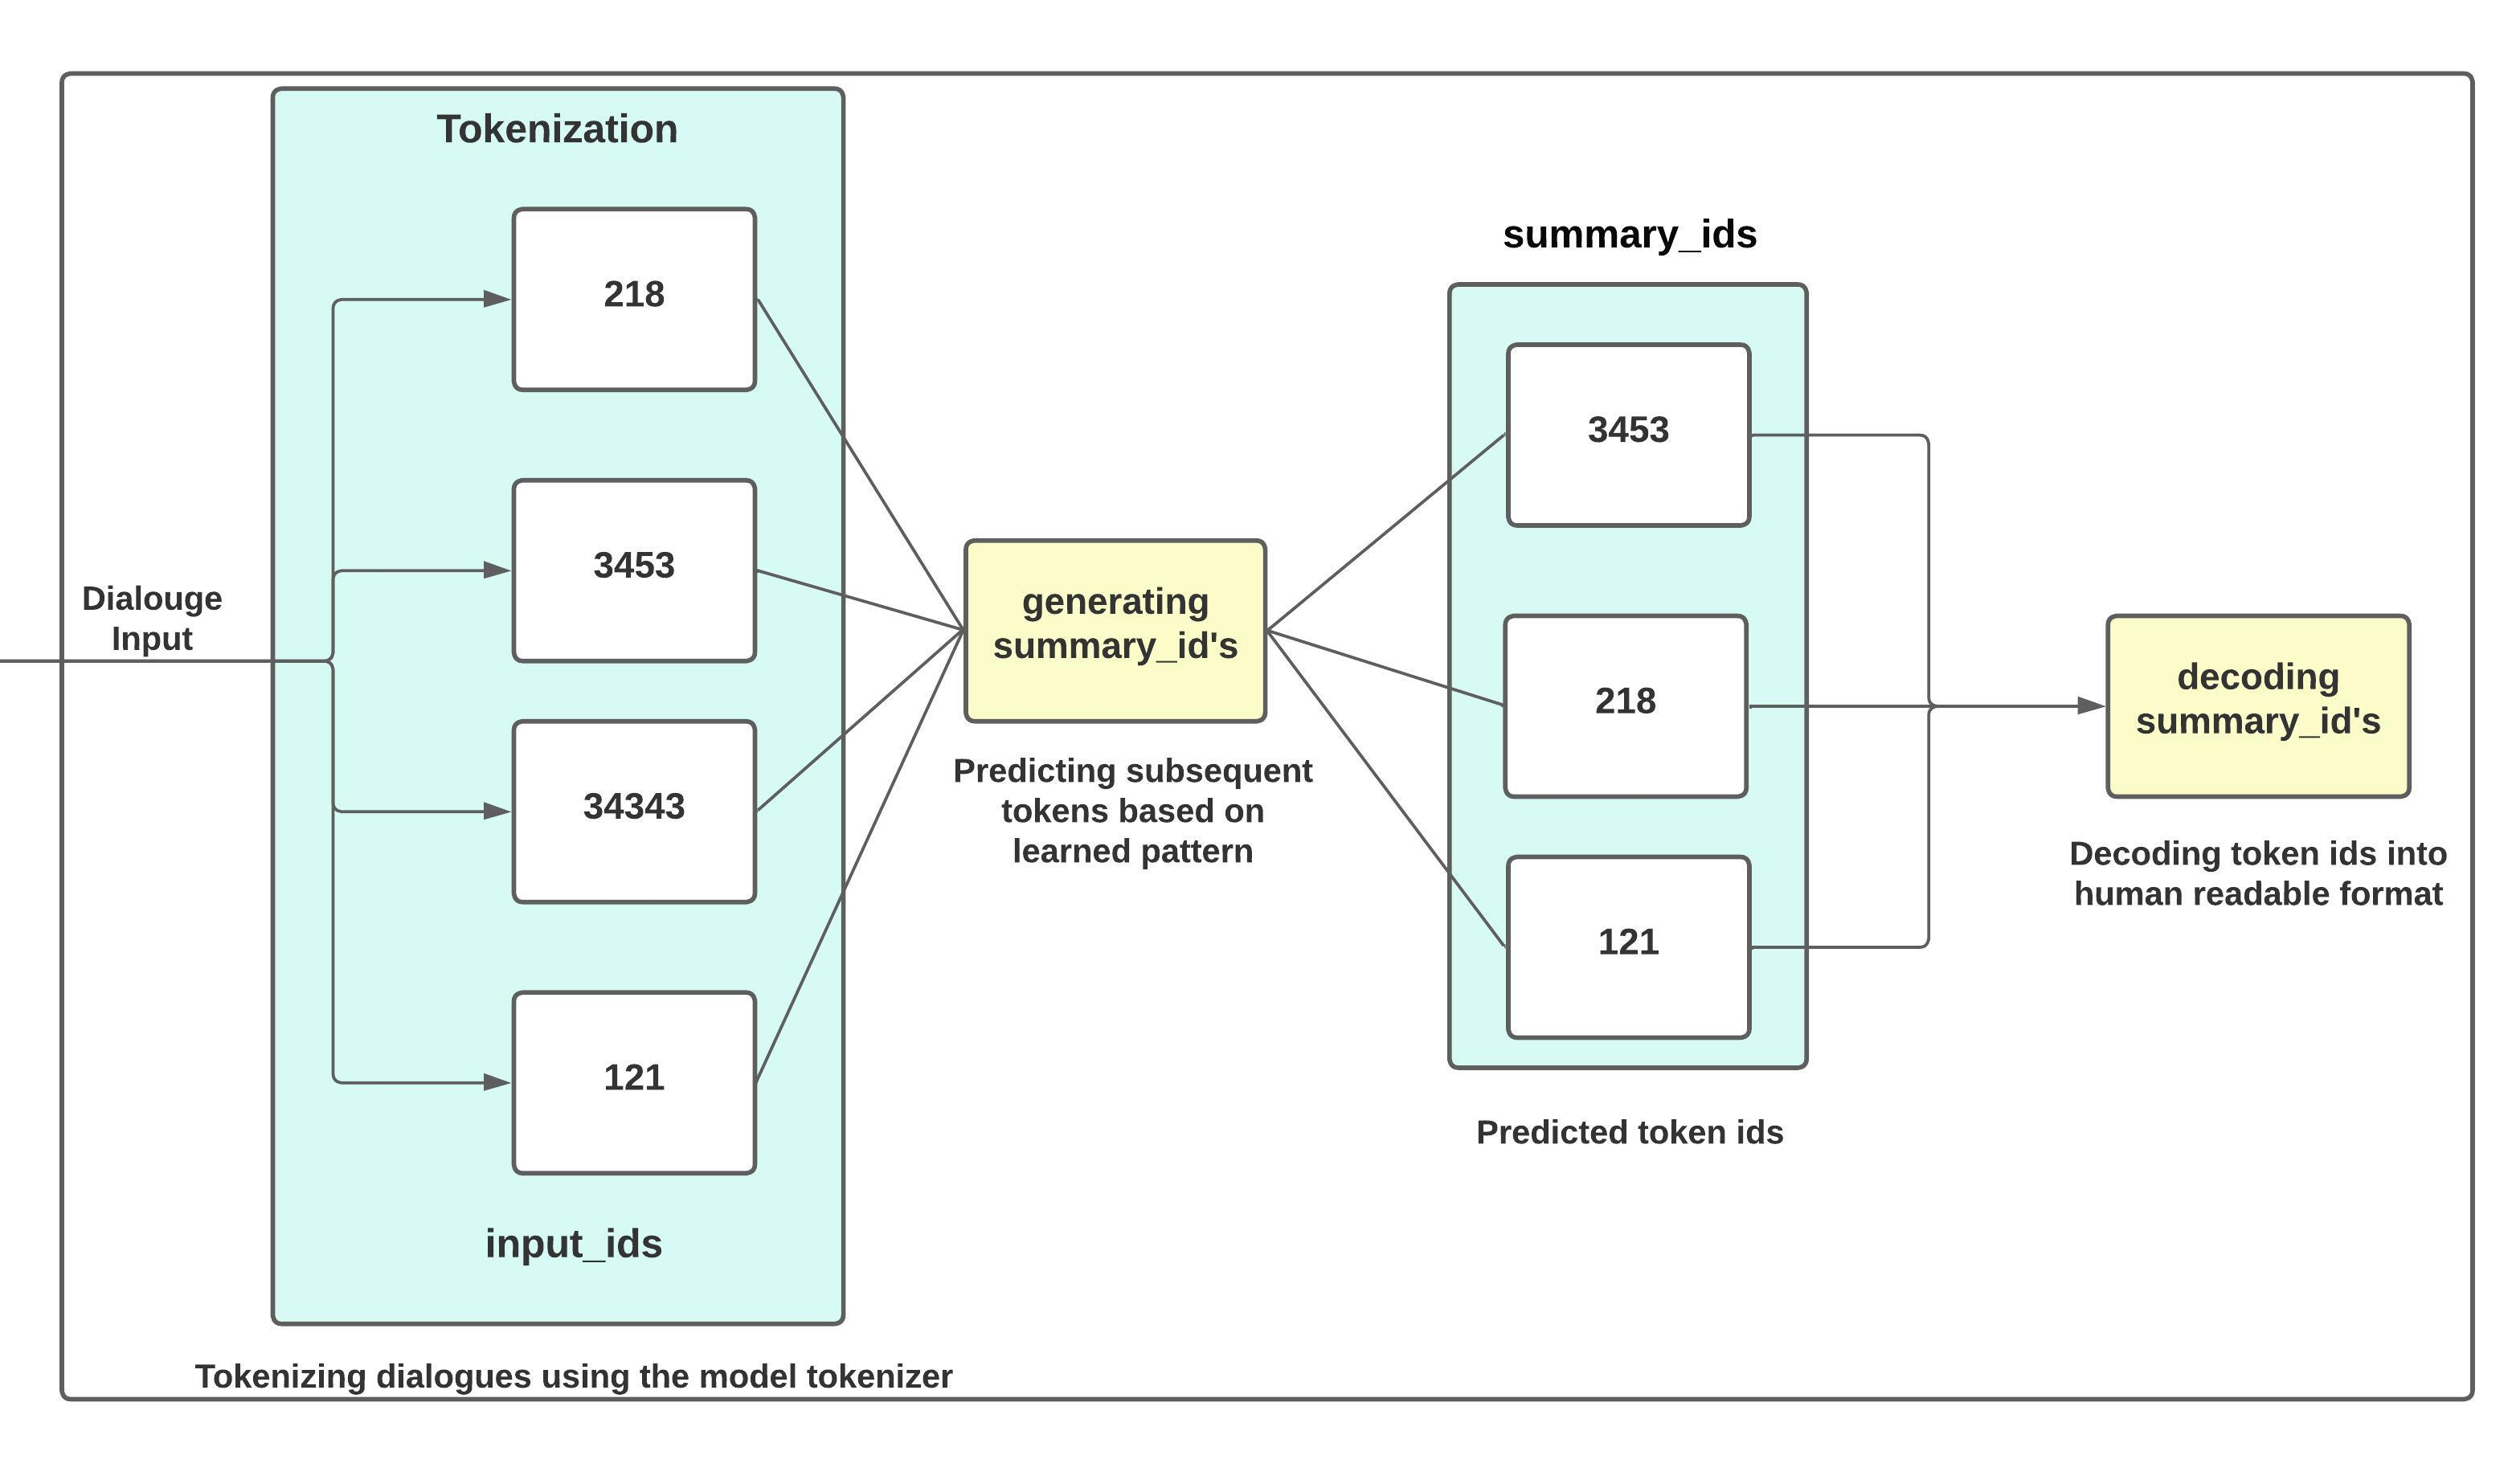 Tokenization
218
3453
34343
121
input_ids
Dialouge
Input
Tokenizing dialogues using the model tokenizer
generating
summary_id's
Predicting subsequent
tokens based on
learned pattern
summary_ids
3453
218
121
Predicted token ids
decoding
summary_id's
Decoding token ids into
human readable format